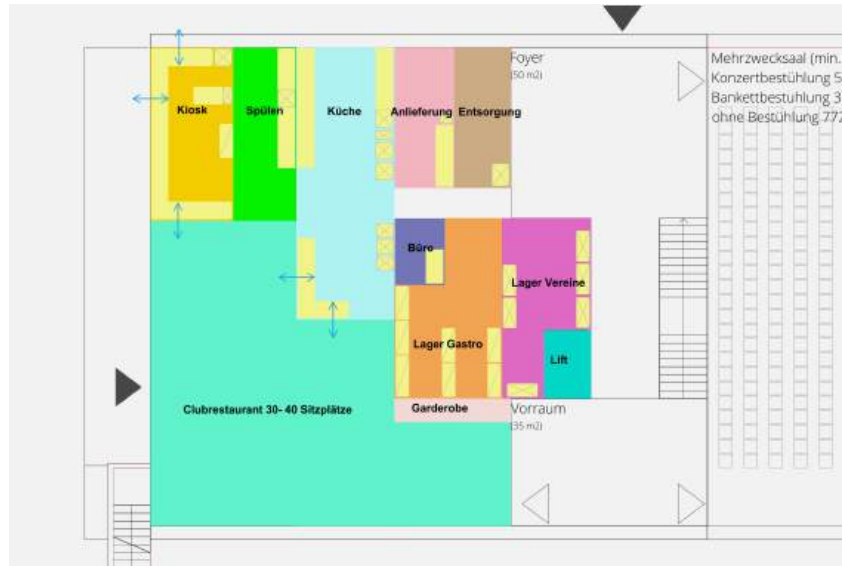 Foyer
(50 m2)
Mehrzwecksaal (min.
Konzertbestühlung 5
Bankettbestuhlung 3
ohne Bestühlung 772
Kiosk
Spülen
Küche
Anlieferung
Entsorgung
Büro
Lager Vereine
Lager Gastro
Lift
Clubrestaurant 30- 40 Sitzplätze
Garderobe
Vorraum
(35 m2)